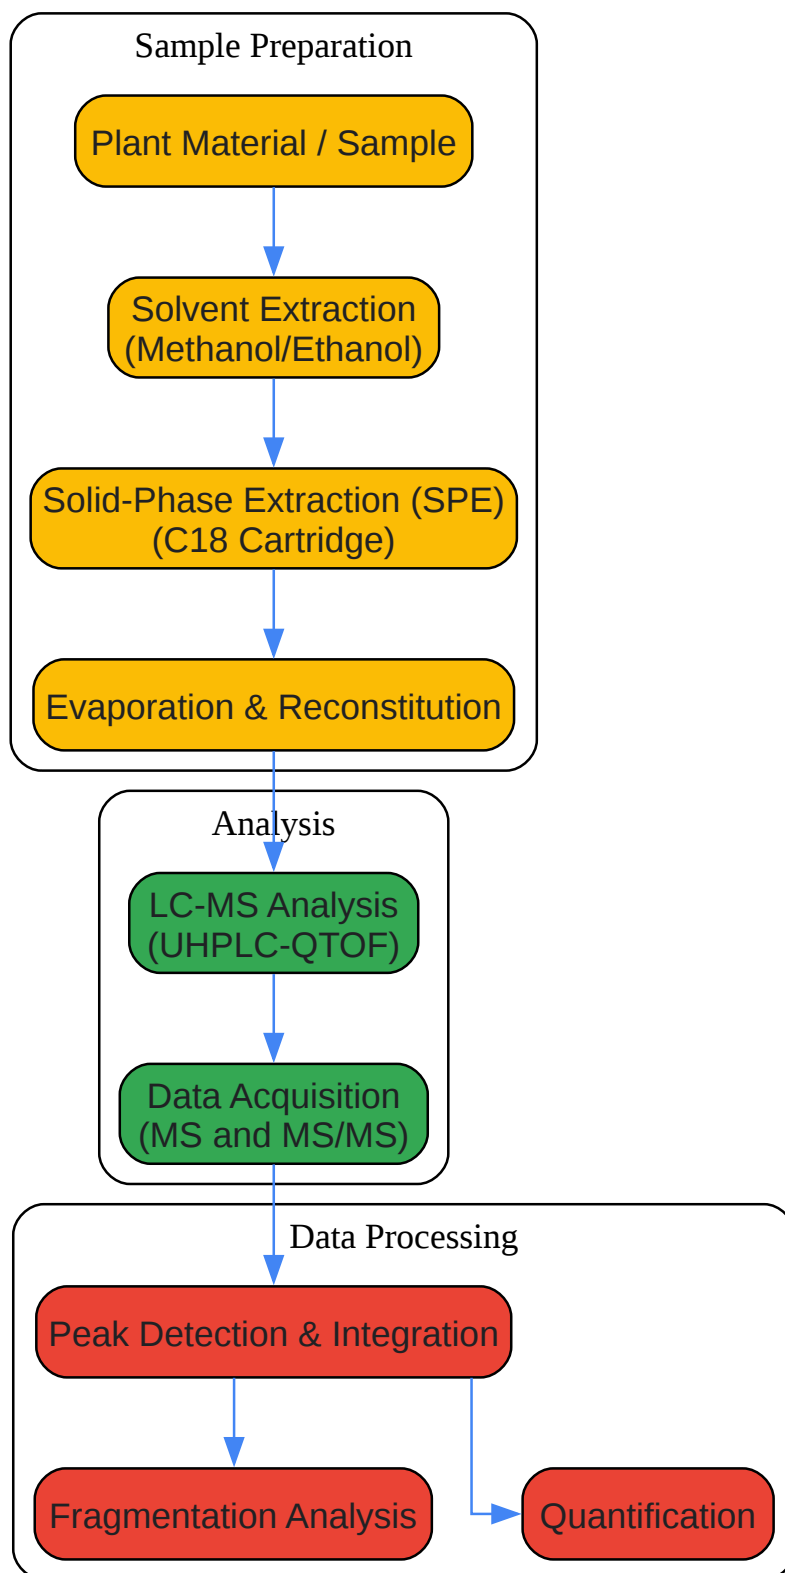 Sample Preparation
Plant Material / Sample
Solvent Extraction
(Methanol/Ethanol)
Solid-Phase Extraction (SPE)
(C18 Cartridge)
Evaporation & Reconstitution
Analysis
LC-MS Analysis
(UHPLC-QTOF)
Data Acquisition
(MS and MS/MS)
Data Processing
Peak Detection & Integration
Fragmentation Analysis
Quantification